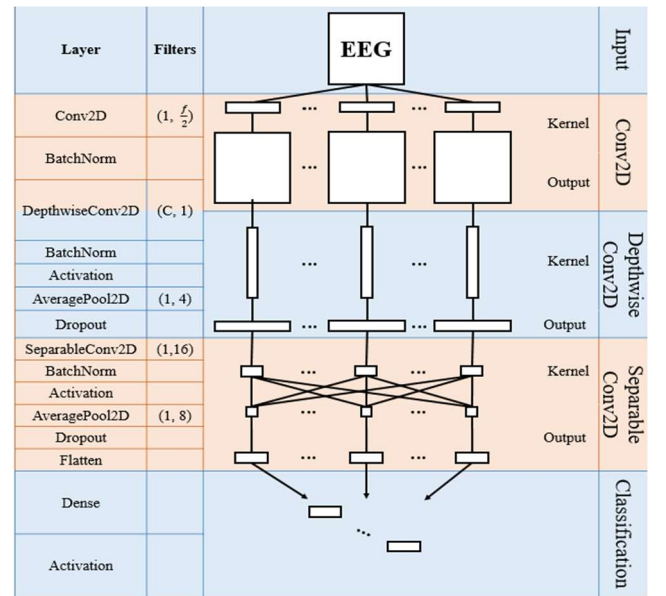 Layer Filters EEG Input
Conv2D (1, f/2) ... ... Kernel Conv2D
BatchNorm ... ... Output
DepthwiseConv2D (C, 1) Depthwise Conv2D
BatchNorm ... ... Kernel
Activation
AveragePool2D (1, 4)
Dropout ... ... Output
SeparableConv2D (1,16) Separable Conv2D
BatchNorm ... ... Kernel
Activation
AveragePool2D (1, 8) ... ...
Dropout Output
Flatten ... ...
Dense Classification
...
Activation